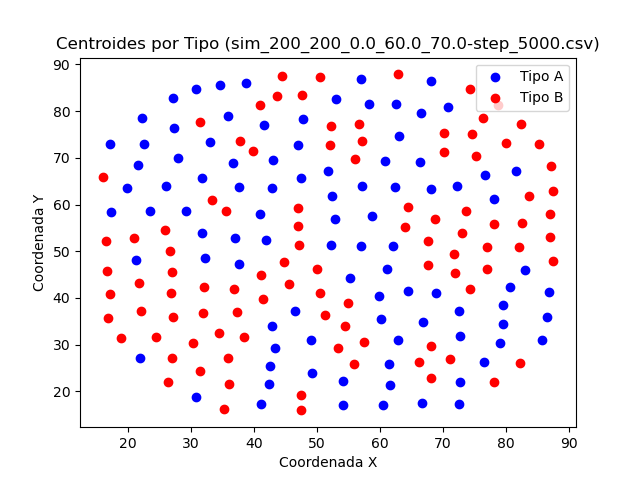 Centroides por Tipo (sim_200_200_0.0_60.0_70.0-step_5000.csv)
Tipo A
Tipo B
90
80
70
60
50
40
30
20
Coordenada Y
20 30 40 50 60 70 80 90
Coordenada X